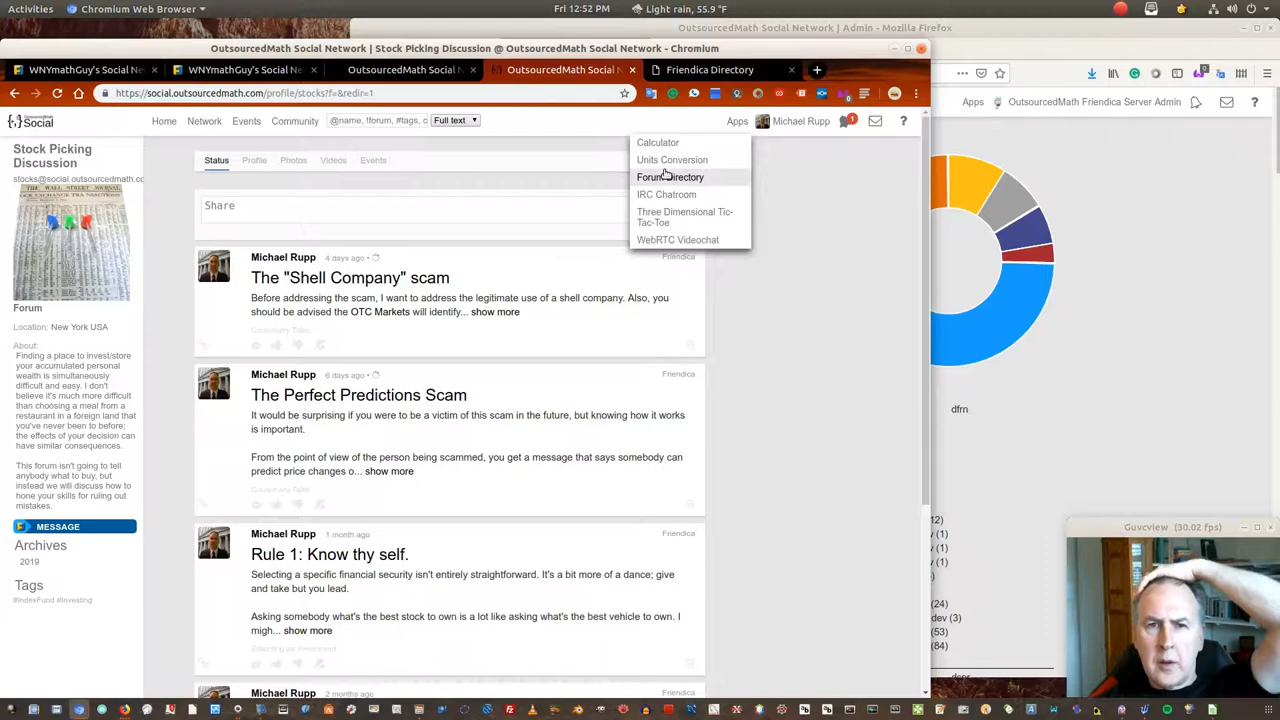 Activities
Chromium Web Browser
Fri 12:52 PM
Light rain, 55.9 °F
OutsourcedMath Social Network | Admin - Mozilla Firefox
OutsourcedMath Social Network | Stock Picking Discussion @ OutsourcedMath Social Network - Chromium
WNYmathGuy's Social Ne
WNYmathGuy's Social N
OutsourcedMath Social N
OutsourcedMath Social N
Friendica Directory
https://social.outsourcedmath.com/profile/stocks?f=&redir=1
Apps
OutsourcedMath Friendica Server Admin
Social
Home
Network
Events
Community
@name, !forum, #tags, c
Full text
Apps
Michael Rupp
1
Stock Picking
Discussion
stocks@social.outsourcedmath.co
Forum
Location: New York USA
About:
Finding a place to invest/store
your accumulated personal
wealth is simultaneously
difficult and easy. I don't
believe it's much more difficult
than choosing a meal from a
restaurant in a foreign land that
you've never been to before;
the effects of your decision can
have similar consequences.
This forum isn't going to tell
anybody what to buy, but
instead we will discuss how to
hone your skills for ruling out
mistakes.
MESSAGE
Archives
2019
Tags
#IndexFund #Investing
Status
Profile
Photos
Videos
Events
Share
Calculator
Units Conversion
Forum Directory
IRC Chatroom
Three Dimensional Tic-
Tac-Toe
WebRTC Videochat
Michael Rupp 4 days ago •
Friendica
The "Shell Company" scam
Before addressing the scam, I want to address the legitimate use of a shell company. Also, you
should be advised the OTC Markets will identify... show more
Michael Rupp 6 days ago •
Friendica
The Perfect Predictions Scam
It would be surprising if you were to be a victim of this scam in the future, but knowing how it works
is important.
From the point of view of the person being scammed, you get a message that says somebody can
predict price changes o... show more
Michael Rupp 1 month ago
Friendica
Rule 1: Know thy self.
Selecting a specific financial security isn't entirely straightforward. It's a bit more of a dance; give
and take but you lead.
Asking somebody what's the best stock to own is a lot like asking what's the best vehicle to own. I
migh... show more
Michael Rupp 2 months ago
dfrn
12)
v (1)
v (1)
(24)
dev (3)
(53)
(84)
Guvcview (30.02 fps)